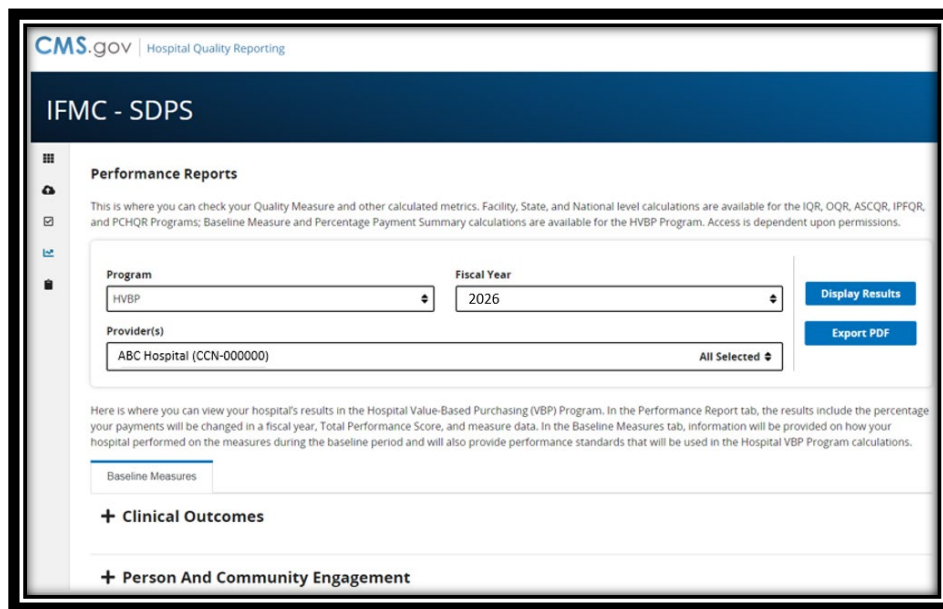 CMS.gov | Hospital Quality Reporting
IFMC - SDPS
Performance Reports
This is where you can check your Quality Measure and other calculated metrics. Facility, State, and National level calculations are available for the IQR, OQR, ASCQR, IPFQR,
and PCHQR Programs; Baseline Measure and Percentage Payment Summary calculations are available for the HVBP Program. Access is dependent upon permissions.
Program
HVBP
Fiscal Year
2026
Display Results
Provider(s)
ABC Hospital (CCN-000000)
All Selected
Export PDF
Here is where you can view your hospital's results in the Hospital Value-Based Purchasing (VBP) Program. In the Performance Report tab, the results include the percentage
your payments will be changed in a fiscal year, Total Performance Score, and measure data. In the Baseline Measures tab, information will be provided on how your
hospital performed on the measures during the baseline period and will also provide performance standards that will be used in the Hospital VBP Program calculations.
Baseline Measures
+ Clinical Outcomes
+ Person And Community Engagement